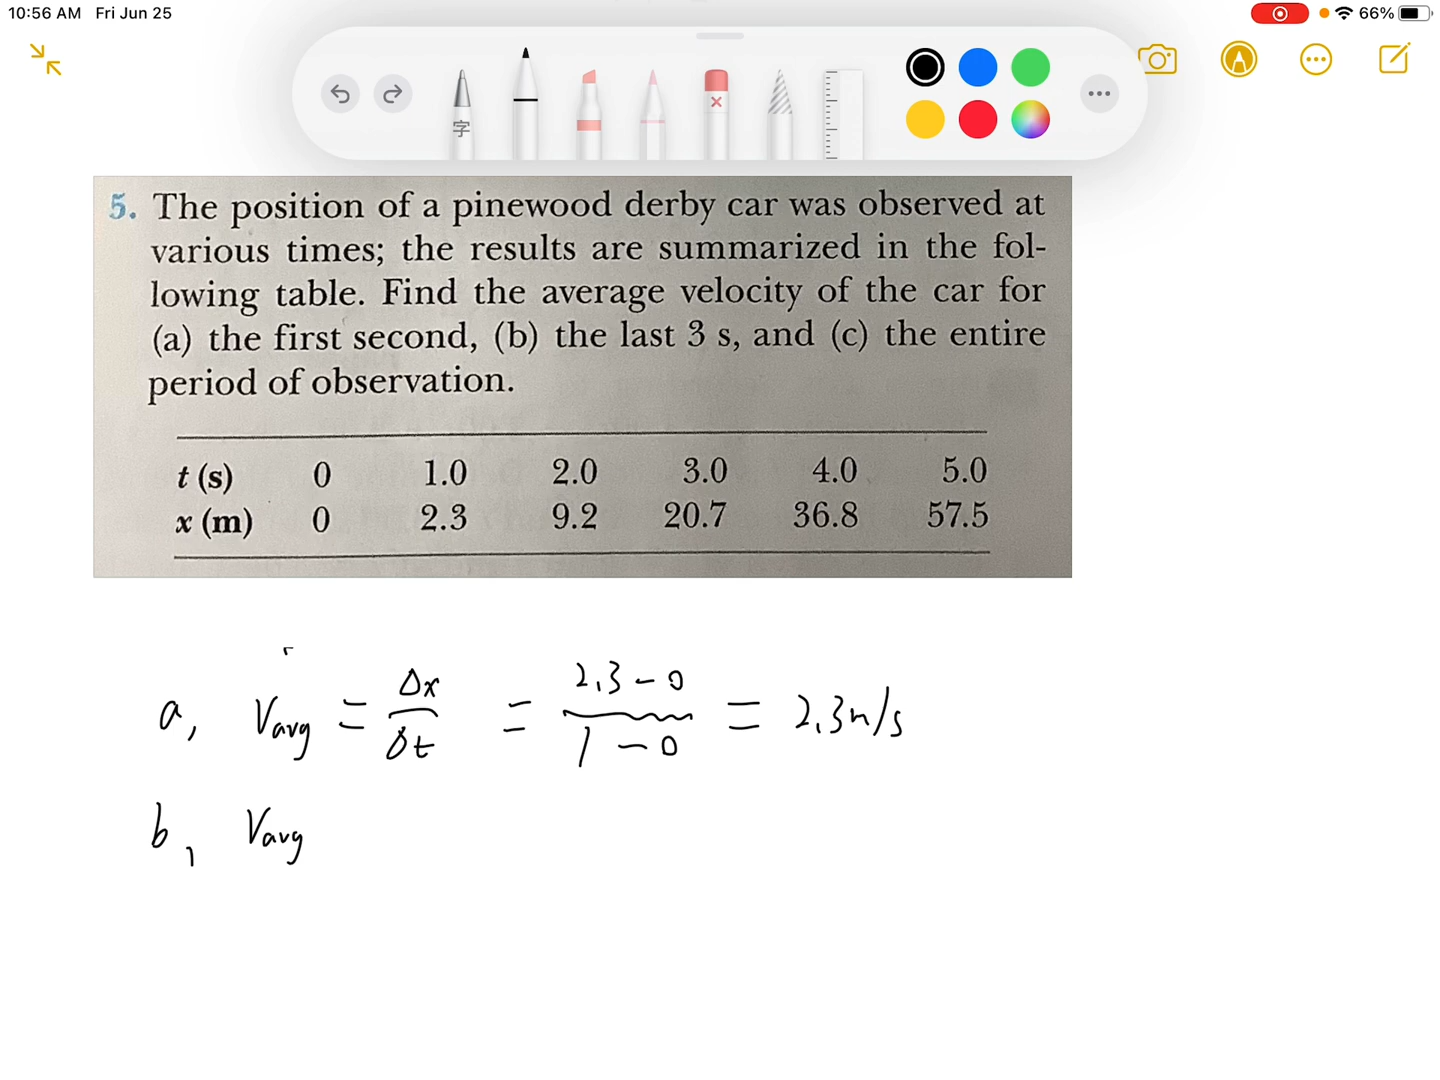 10:56 AM Fri Jun 25
66%
字
5. The position of a pinewood derby car was observed at
various times; the results are summarized in the fol-
lowing table. Find the average velocity of the car for
(a) the first second, (b) the last 3 s, and (c) the entire
period of observation.
t (s) 0 1.0 2.0 3.0 4.0 5.0
x (m) 0 2.3 9.2 20.7 36.8 57.5
a, Vavg = Δx/Δt = (2.3 - 0)/(1 - 0) = 2.3m/s
b, Vavg